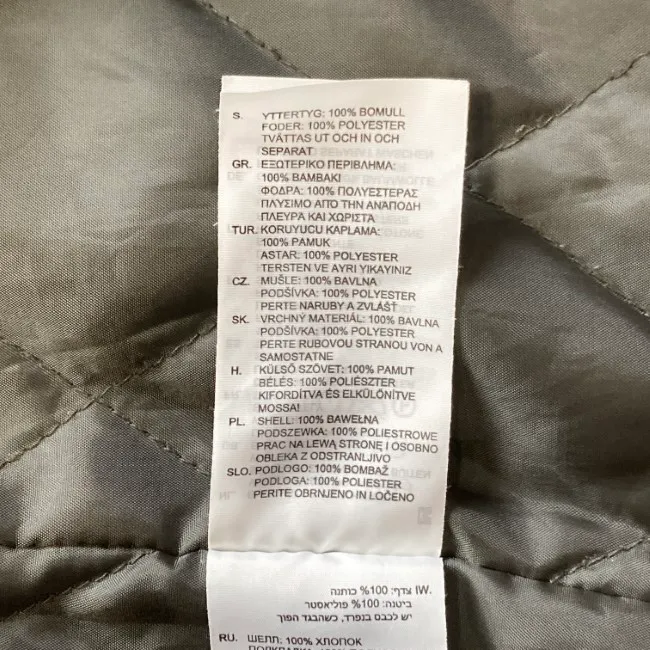 S. YTTERTYG: 100% BOMULL
FODER: 100% POLYESTER
TVÄTTAS UT OCH IN OCH
SEPARAT
GR. ΕΞΩΤΕΡΙΚΟ ΠΕΡΙΒΛΗΜΑ:
100% ΒΑΜΒΑΚΙ
ΦΟΔΡΑ: 100% ΠΟΛΥΕΣΤΕΡΑΣ
ΠΛΥΣΙΜΟ ΑΠΌ ΤΗΝ ΑΝΆΠΟΔΗ
ΠΛΕΥΡΑ ΚΑΙ ΧΩΡΙΣΤΑ
TUR. KORUYUCU KAPLAMA:
100% PAMUK
ASTAR: 100% POLYESTER
TERSTEN VE AYRI YIKAYINIZ
CZ. MUŠLE: 100% BAVLNA
PODŠÍVKA: 100% POLYESTER
PERTE NARUBY A ZVLÁŠŤ
SK. VRCHNÝ MATERIÁL: 100% BAVLNA
PODŠÍVKA: 100% POLYESTER
PERTE RUBOVOU STRANOU VON A
SAMOSTATNE
H. KÜLSŐ SZÖVET: 100% PAMUT
BÉLÉS: 100% POLIÉSZTER
KIFORDÍTVA ÉS ELKÜLÖNÍTVE
MOSSA!
PL. SHELL: 100% BAWEŁNA
PODSZEWKA: 100% POLIESTROWE
PRAC NA LEWĄ STRONĘ I OSOBNO
OBLEKA Z ODSTRANLJIVO
SLO. PODLOGO: 100% BOMBAŽ
PODLOGA: 100% POLIESTER
PERITE OBRNJENO IN LOČENO
IW. צדף: 100% כותנה
ביטנה: 100% פוליאסטר
יש לכבס בנפרד, כשהבגד הפוך
RU. ШЕЛЛ: 100% ХЛОПОК